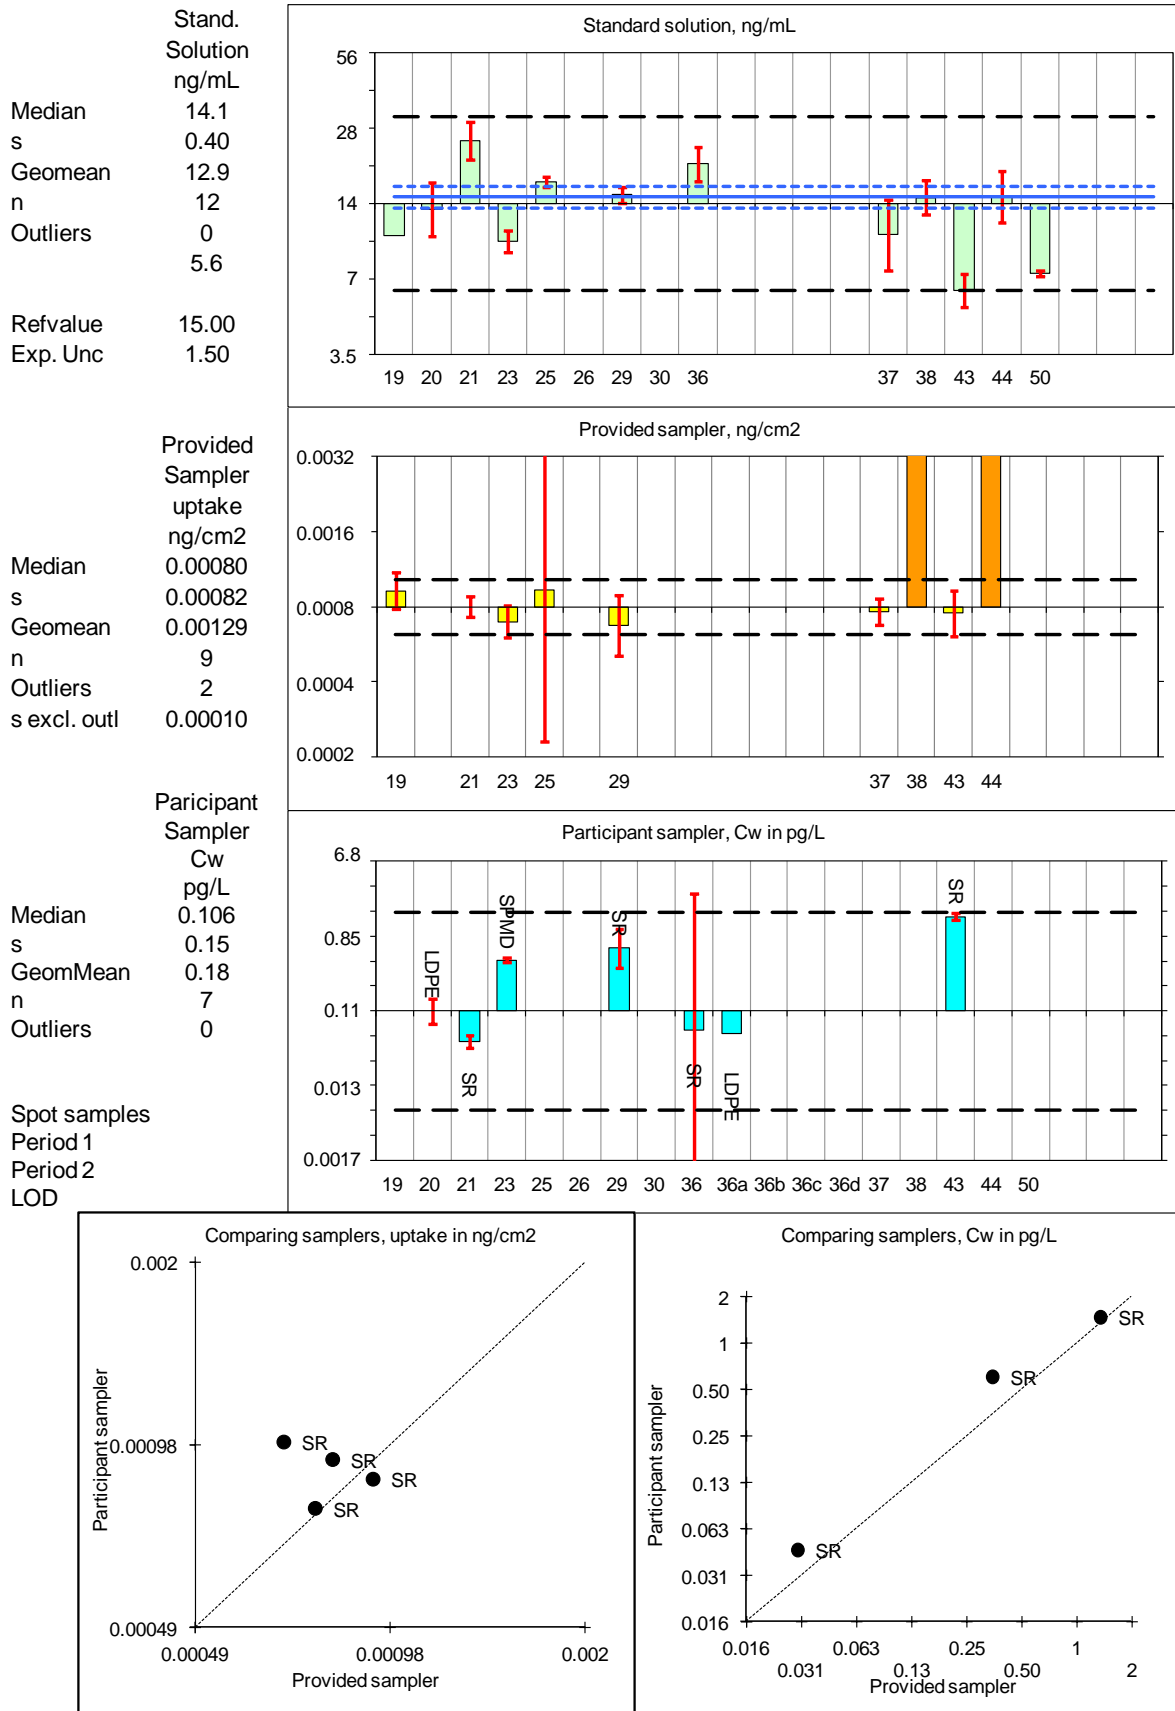 Stand.
Solution
ng/mL
Median 14.1
s 0.40
Geomean 12.9
n 12
Outliers 0
5.6
Refvalue 15.00
Exp. Unc 1.50
Standard solution, ng/mL
56
28
14
7
3.5
19 20 21 23 25 26 29 30 36 37 38 43 44 50
Provided
Sampler
uptake
ng/cm2
Median 0.00080
s 0.00082
Geomean 0.00129
n 9
Outliers 2
s excl. outl 0.00010
Provided sampler, ng/cm2
0.0032
0.0016
0.0008
0.0004
0.0002
19 21 23 25 29 37 38 43 44
Paricipant
Sampler
Cw
pg/L
Median 0.106
s 0.15
GeomMean 0.18
n 7
Outliers 0
Spot samples
Period 1
Period 2
LOD
Participant sampler, Cw in pg/L
6.8
0.85
0.11
0.013
0.0017
LDPE
SR
SPMD
SR
SR
LDPE
SR
19 20 21 23 25 26 29 30 36 36a 36b 36c 36d 37 38 43 44 50
Comparing samplers, uptake in ng/cm2
Participant sampler
0.002
0.00098
0.00049
SR
SR
SR
SR
0.00049 0.00098 0.002
Provided sampler
Comparing samplers, Cw in pg/L
Participant sampler
2
1
0.50
0.25
0.13
0.063
0.031
0.016
SR
SR
SR
0.016 0.063 0.25 1
0.031 0.13 0.50 2
Provided sampler